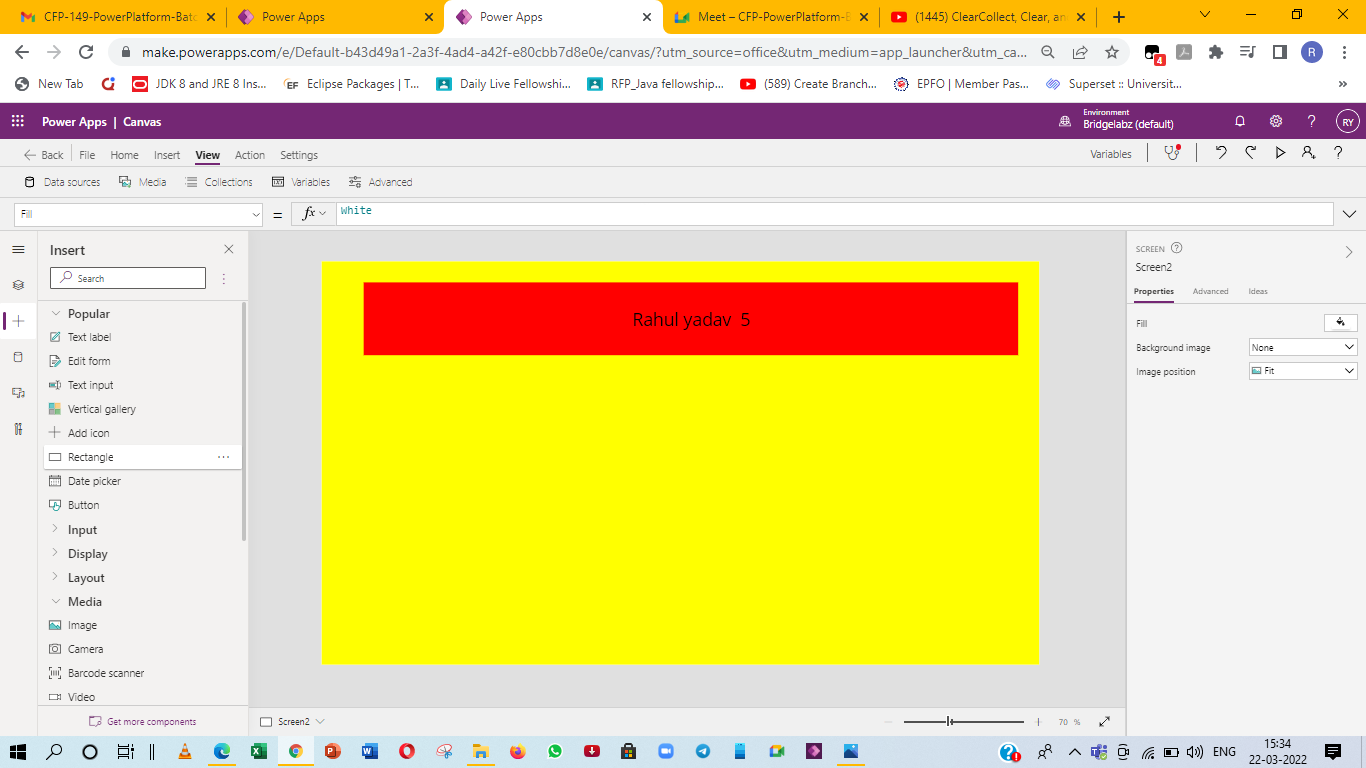 CFP-149-PowerPlatform-Batc
Power Apps
Power Apps
Meet – CFP-PowerPlatform-B
(1445) ClearCollect, Clear, an
make.powerapps.com/e/Default-b43d49a1-2a3f-4ad4-a42f-e80cbb7d8e0e/canvas/?utm_source=office&utm_medium=app_launcher&utm_ca...
4
R
New Tab
JDK 8 and JRE 8 Ins...
EF Eclipse Packages | T...
Daily Live Fellowshi...
RFP_Java fellowship...
(589) Create Branch...
EPFO | Member Pas...
Superset :: Universit...
»
Power Apps | Canvas
Environment
Bridgelabz (default)
?
RY
Back File Home Insert View Action Settings
Variables
?
Data sources Media Collections Variables Advanced
Fill
= fx White
Insert
Search
Popular
Text label
Edit form
Text input
Vertical gallery
Add icon
Rectangle ...
Date picker
Button
Input
Display
Layout
Media
Image
Camera
Barcode scanner
Video
Get more components
Rahul yadav 5
SCREEN ?
Screen2
Properties Advanced Ideas
Fill
Background image None
Image position Fit
Screen2
70 %
ENG
15:34
22-03-2022